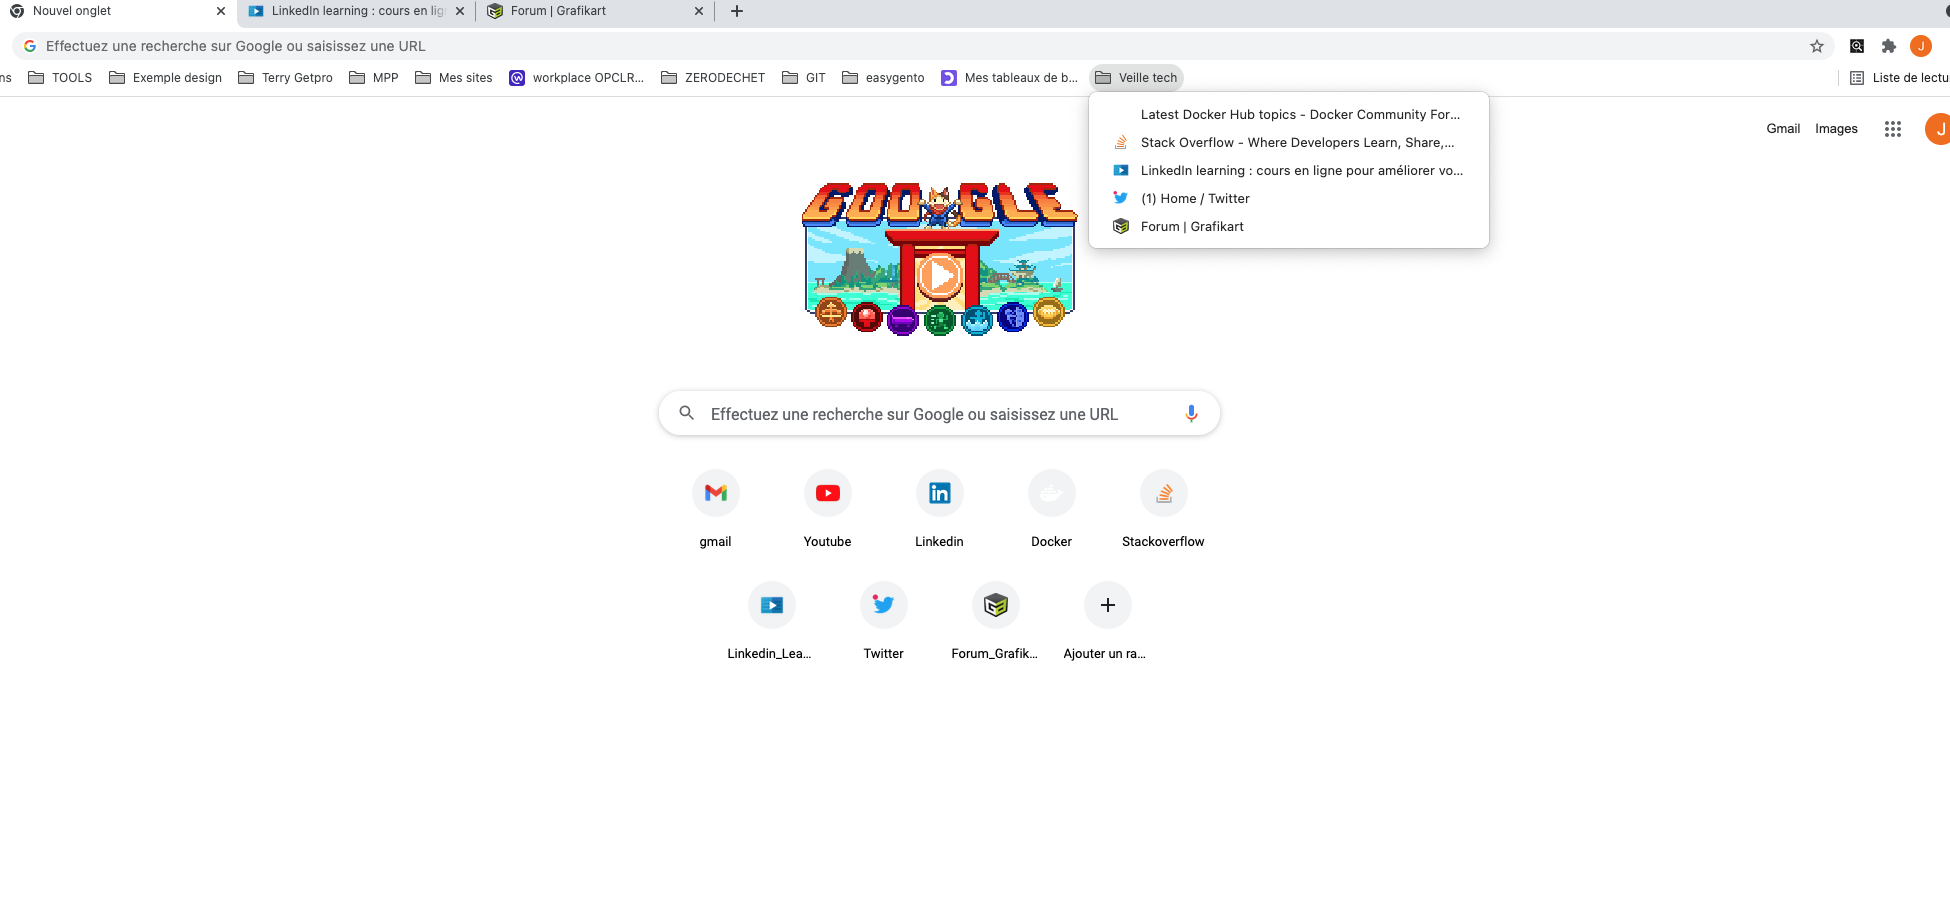 Nouvel onglet
LinkedIn learning : cours en lig
Forum | Grafikart
Effectuez une recherche sur Google ou saisissez une URL
J
ns
TOOLS
Exemple design
Terry Getpro
MPP
Mes sites
workplace OPCLR...
ZERODECHET
GIT
easygento
Mes tableaux de b...
Veille tech
Liste de lectu
Latest Docker Hub topics - Docker Community For...
Stack Overflow - Where Developers Learn, Share,...
LinkedIn learning : cours en ligne pour améliorer vo...
(1) Home / Twitter
Forum | Grafikart
Gmail
Images
J
GOOGLE
Effectuez une recherche sur Google ou saisissez une URL
gmail
Youtube
Linkedin
Docker
Stackoverflow
Linkedin_Lea...
Twitter
Forum_Grafik...
Ajouter un ra...